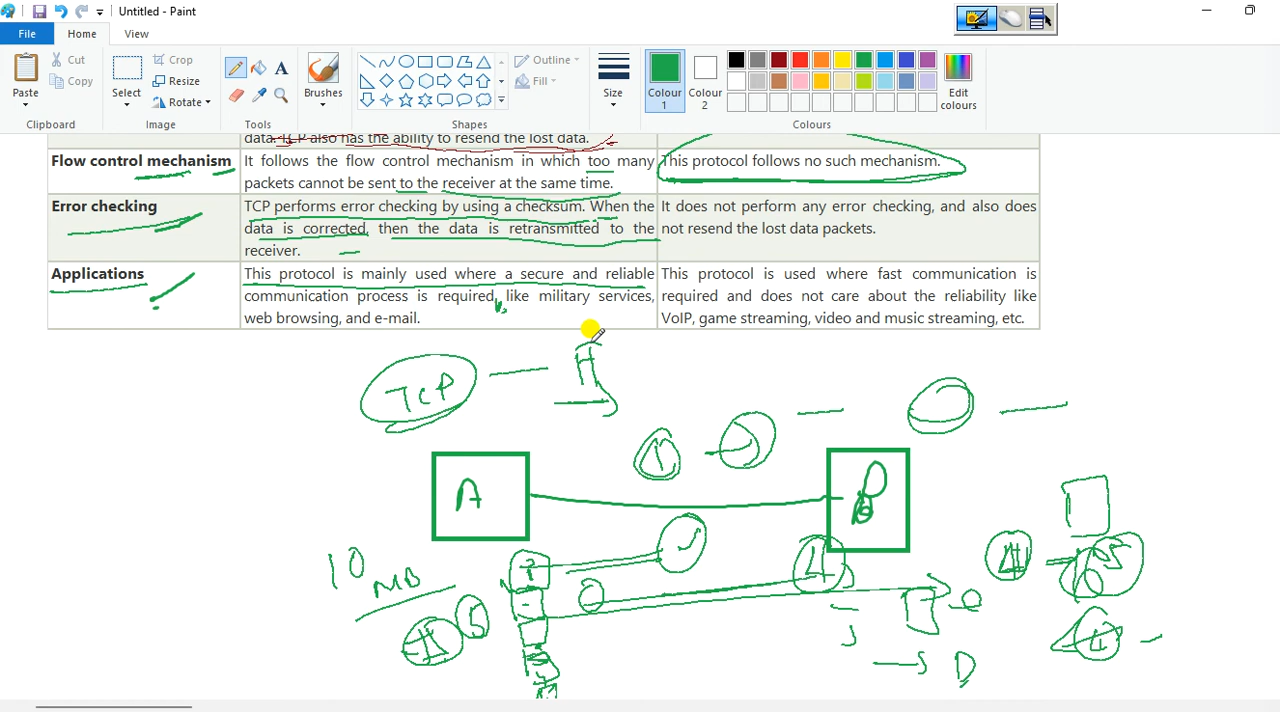 Untitled - Paint
File
Home
View
Paste
Cut
Copy
Clipboard
Select
Crop
Resize
Rotate
Image
Tools
Brushes
Shapes
Outline
Fill
Size
Colour 1
Colour 2
Edit colours
Colours
data. TCP also has the ability to resend the lost data.
Flow control mechanism
It follows the flow control mechanism in which too many
packets cannot be sent to the receiver at the same time.
This protocol follows no such mechanism.
Error checking
TCP performs error checking by using a checksum. When the
data is corrected, then the data is retransmitted to the
receiver.
It does not perform any error checking, and also does
not resend the lost data packets.
Applications
This protocol is mainly used where a secure and reliable
communication process is required, like military services,
web browsing, and e-mail.
This protocol is used where fast communication is
required and does not care about the reliability like
VoIP, game streaming, video and music streaming, etc.
TCP
H
1
A
B
10
MB
5
4
D